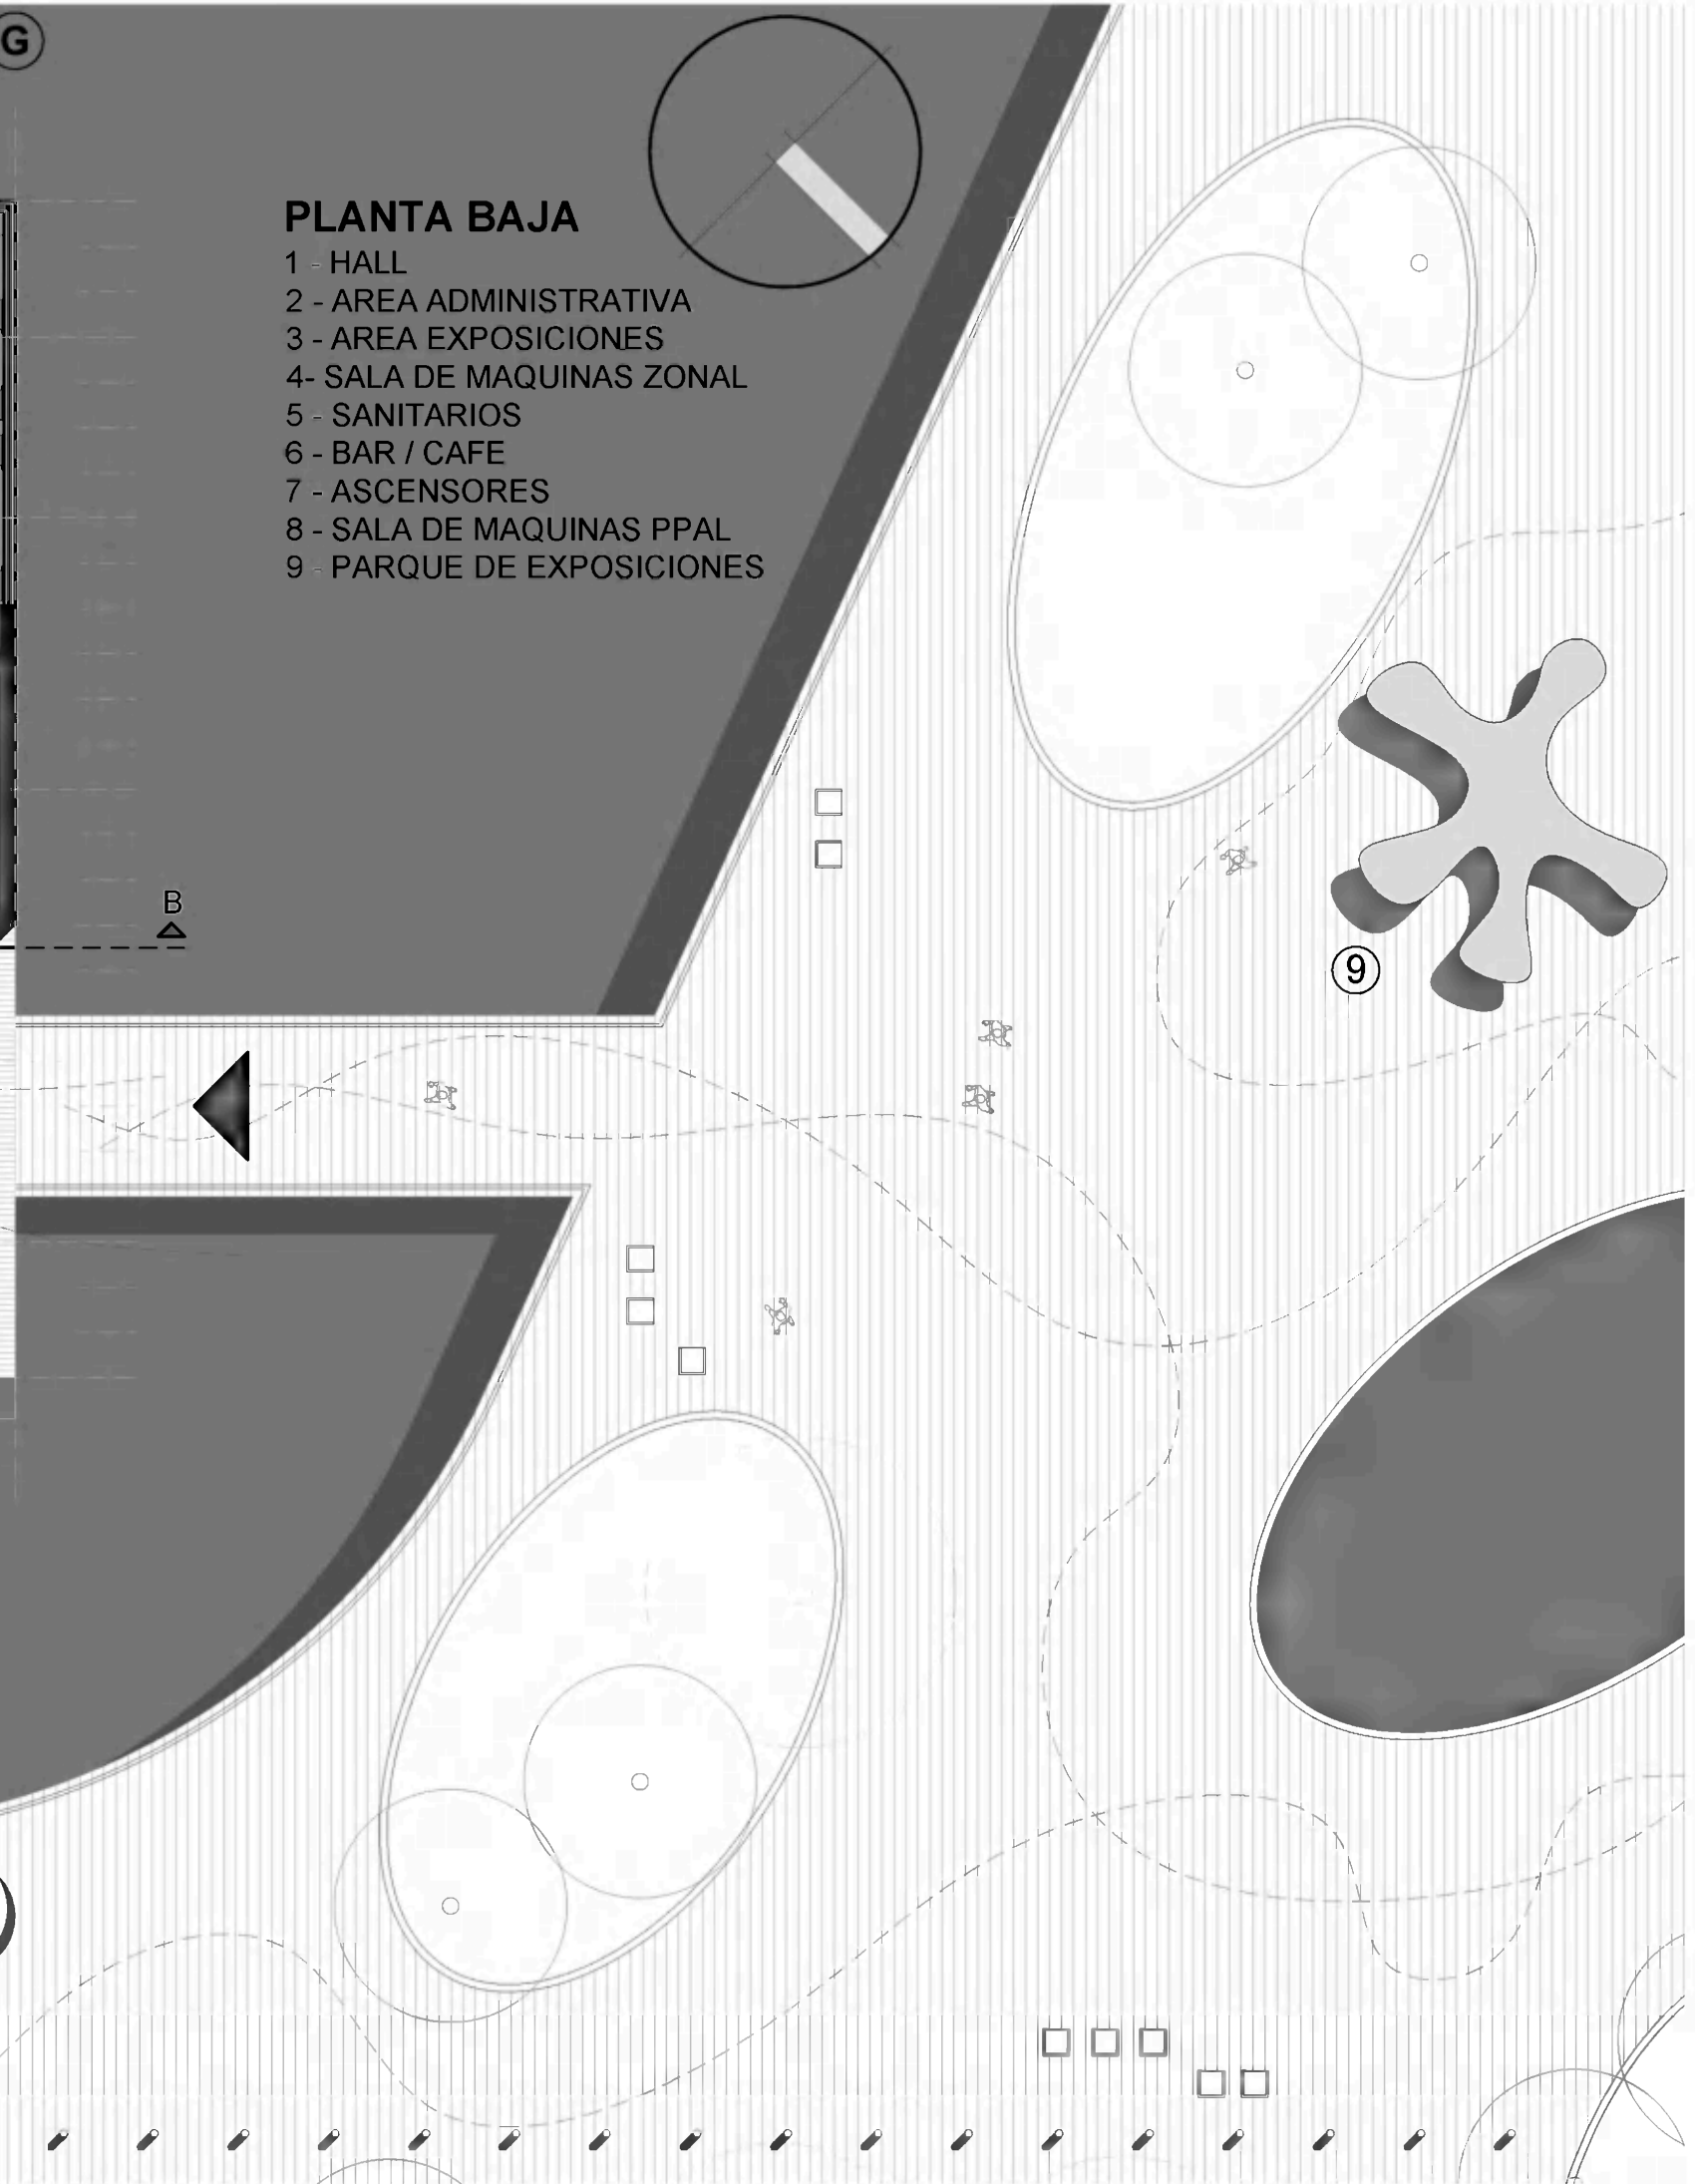 G
PLANTA BAJA
1 - HALL
2 - AREA ADMINISTRATIVA
3 - AREA EXPOSICIONES
4- SALA DE MAQUINAS ZONAL
5 - SANITARIOS
6 - BAR / CAFE
7 - ASCENSORES
8 - SALA DE MAQUINAS PPAL
9 - PARQUE DE EXPOSICIONES
B
9